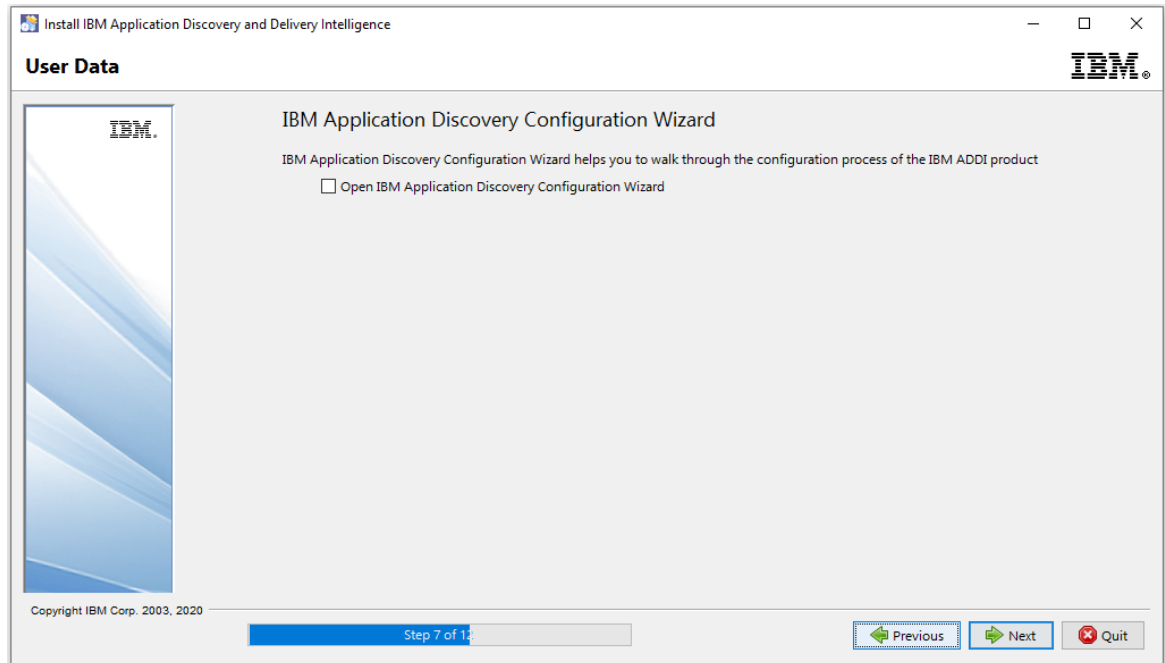 Install IBM Application Discovery and Delivery Intelligence
User Data
IBM®
IBM.
IBM Application Discovery Configuration Wizard
IBM Application Discovery Configuration Wizard helps you to walk through the configuration process of the IBM ADDI product
Open IBM Application Discovery Configuration Wizard
Copyright IBM Corp. 2003, 2020
Step 7 of 12
Previous
Next
Quit